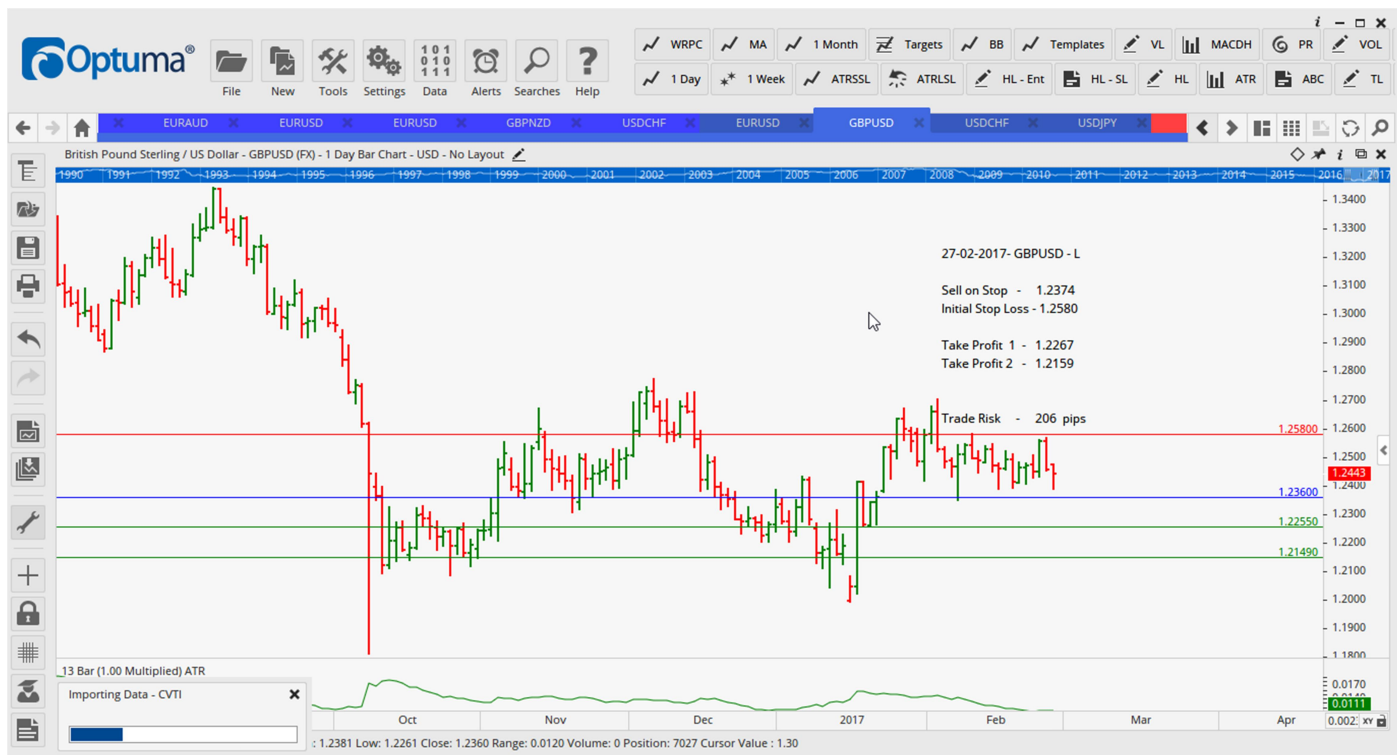 i
Optuma®
File
New
Tools
Settings
101
010
111
Data
Alerts
Searches
Help
WRPC
MA
1 Month
Targets
BB
Templates
VL
MACDH
PR
VOL
1 Day
1 Week
ATRSSL
ATRLSL
HL - Ent
HL - SL
HL
ATR
ABC
TL
EURAUD
EURUSD
EURUSD
GBPNZD
USDCHF
EURUSD
GBPUSD
USDCHF
USDJPY
British Pound Sterling / US Dollar - GBPUSD (FX) - 1 Day Bar Chart - USD - No Layout
i
1990 1991 1992 1993 1994 1995 1996 1997 1998 1999 2000 2001 2002 2003 2004 2005 2006 2007 2008 2009 2010 2011 2012 2013 2014 2015 2016 2017
1.3400
1.3300
1.3200
1.3100
1.3000
1.2900
1.2800
1.2700
1.2600
1.2500
1.2443
1.2400
1.2300
1.2200
1.2100
1.2000
1.1900
1.1800
27-02-2017- GBPUSD - L
Sell on Stop - 1.2374
Initial Stop Loss - 1.2580
Take Profit 1 - 1.2267
Take Profit 2 - 1.2159
Trade Risk - 206 pips
1.25800
1.23600
1.22550
1.21490
13 Bar (1.00 Multiplied) ATR
0.0170
0.0111
Importing Data - CVTI
Oct
Nov
Dec
2017
Feb
Mar
Apr
XY
: 1.2381 Low: 1.2261 Close: 1.2360 Range: 0.0120 Volume: 0 Position: 7027 Cursor Value : 1.30